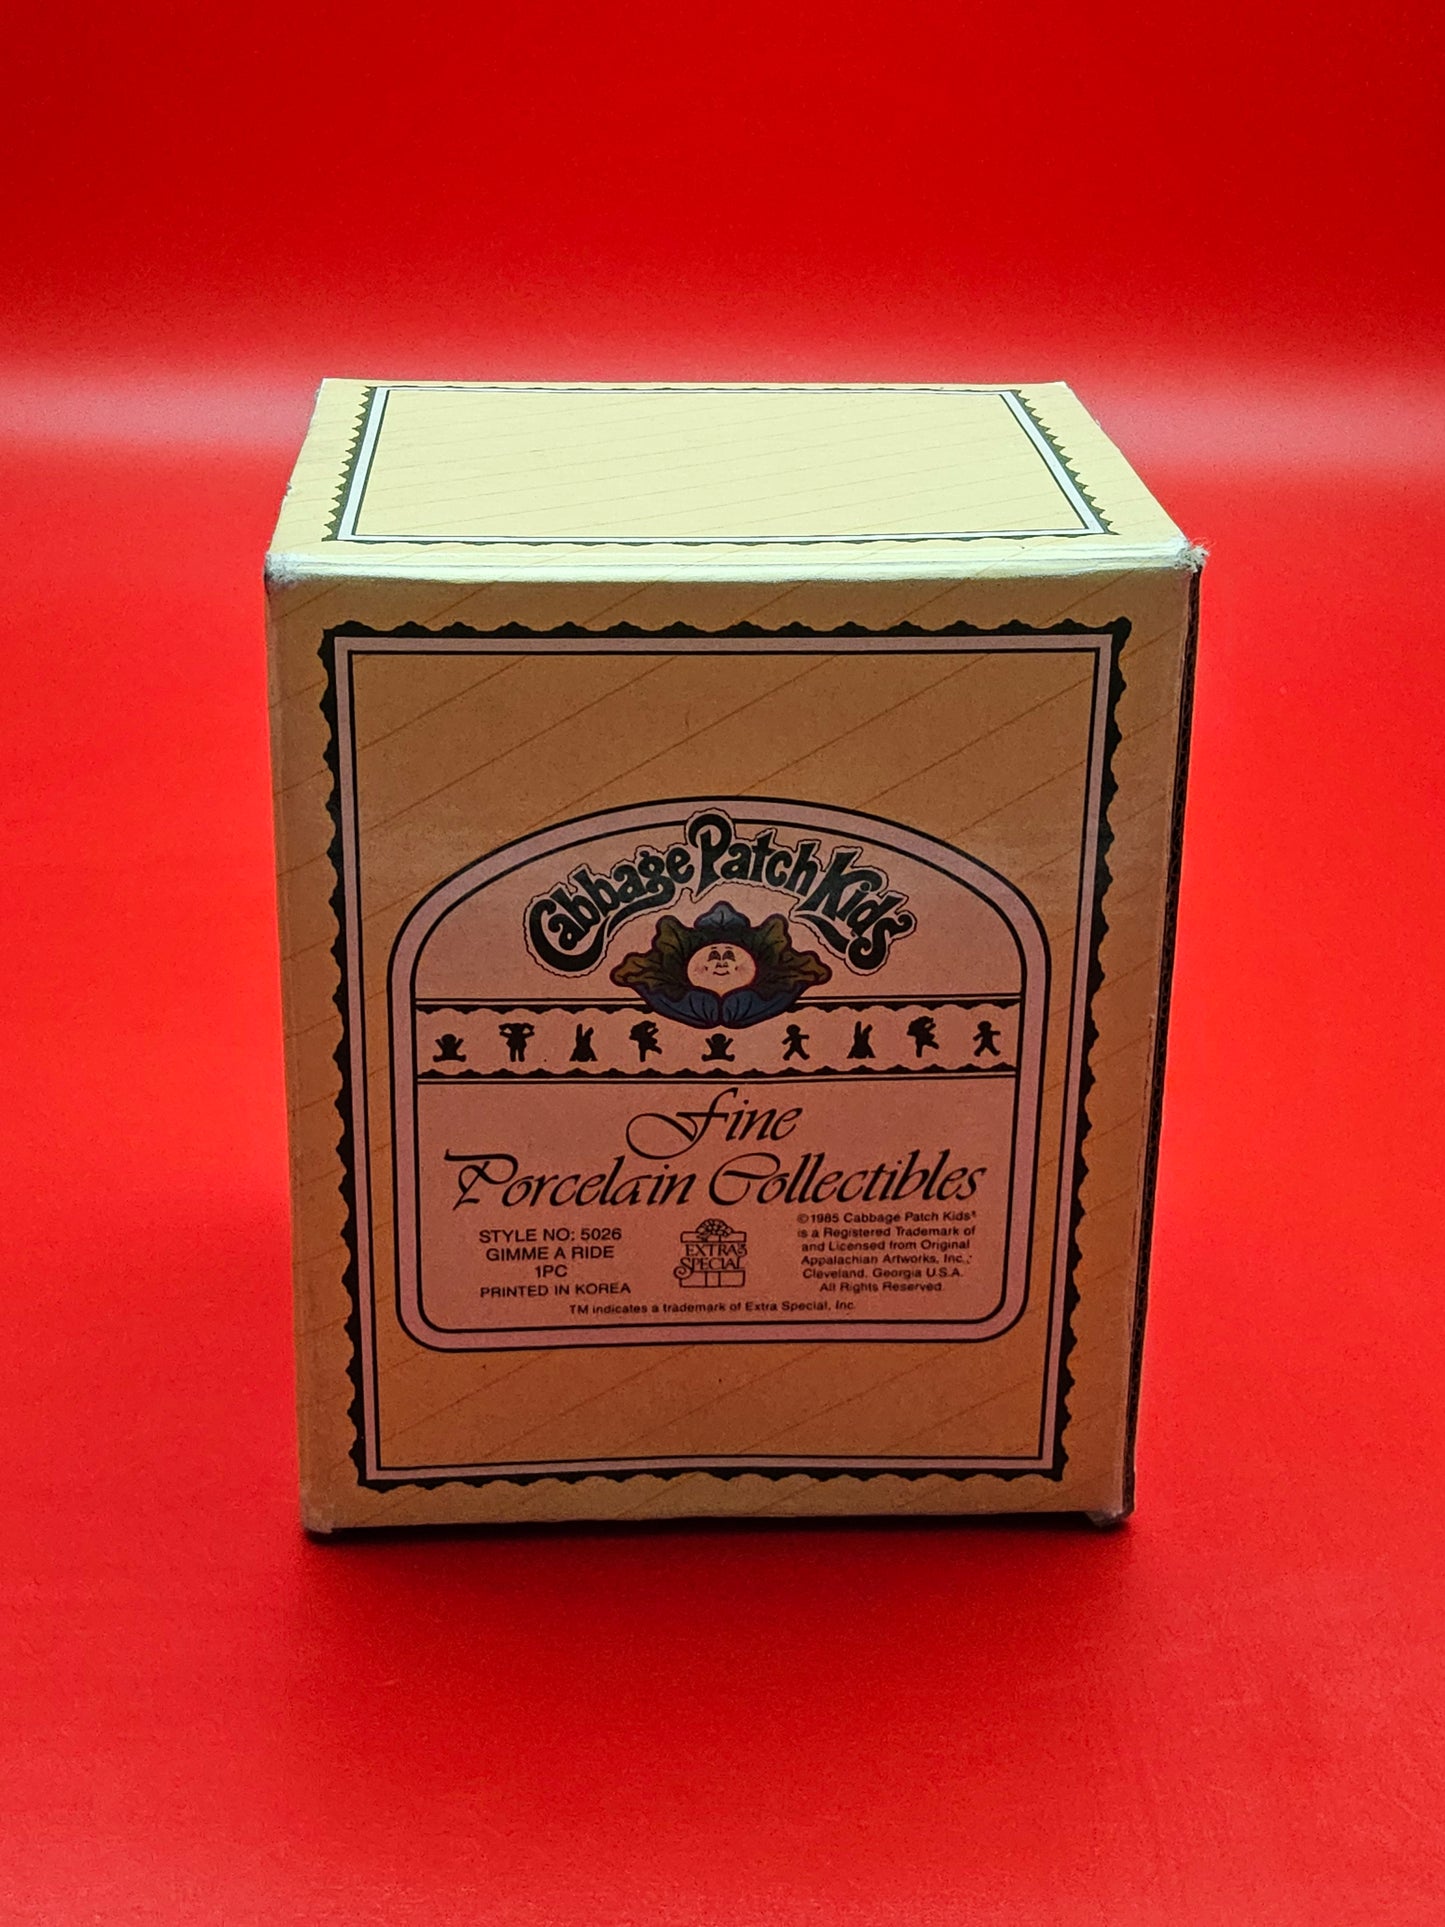 Cabbage Patch Kids
Fine
Porcelain Collectibles
STYLE NO: 5026
GIMME A RIDE
1PC
PRINTED IN KOREA
EXTRA
SPECIAL
©1985 Cabbage Patch Kids®
is a Registered Trademark of
and Licensed from Original
Appalachian Artworks, Inc.,
Cleveland, Georgia U.S.A.
All Rights Reserved.
TM indicates a trademark of Extra Special, Inc.